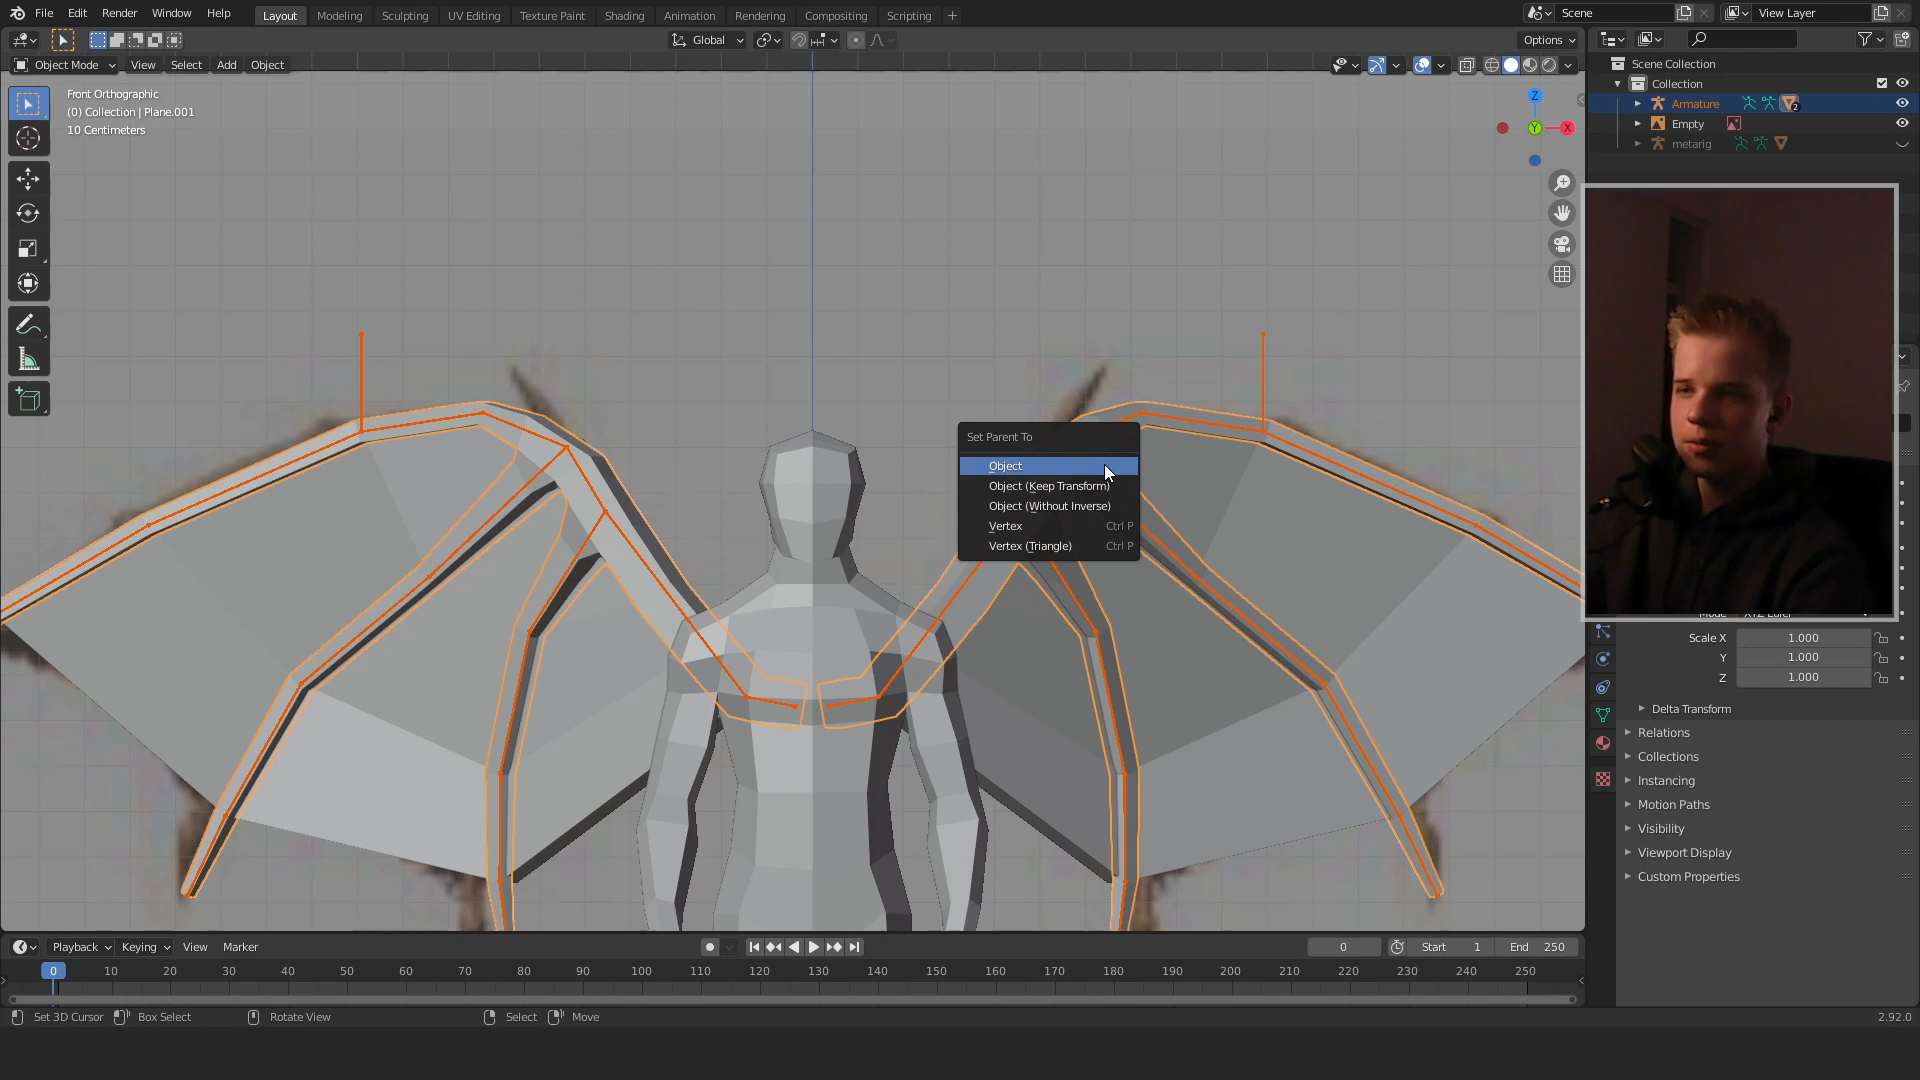 File Edit Render Window Help
Layout Modeling Sculpting UV Editing Texture Paint Shading Animation Rendering Compositing Scripting +
Scene
View Layer
Global
Options
Object Mode View Select Add Object
Front Orthographic
(0) Collection | Plane.001
10 Centimeters
Z
Y
X
Scene Collection
Collection
Armature
2
Empty
metarig
Set Parent To
Object
Object (Keep Transform)
Object (Without Inverse)
Vertex Ctrl P
Vertex (Triangle) Ctrl P
Scale X 1.000
Y 1.000
Z 1.000
Delta Transform
Relations
Collections
Instancing
Motion Paths
Visibility
Viewport Display
Custom Properties
Playback Keying View Marker
0 Start 1 End 250
0 10 20 30 40 50 60 70 80 90 100 110 120 130 140 150 160 170 180 190 200 210 220 230 240 250
Set 3D Cursor Box Select Rotate View Select Move
2.92.0